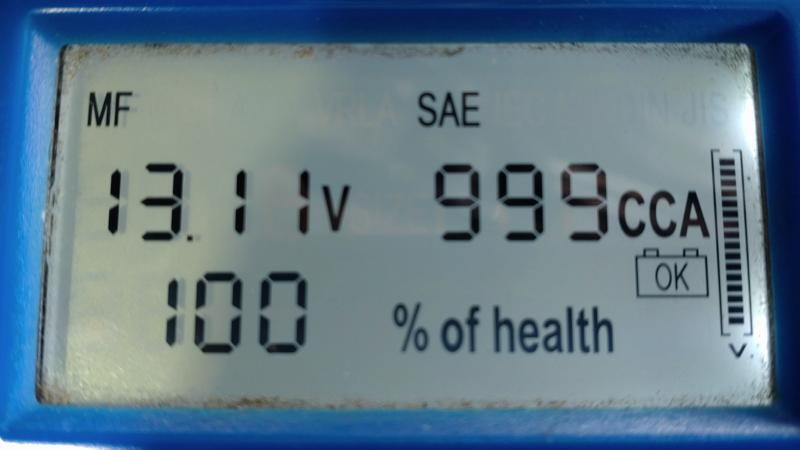 MF SAE
13.11V 999CCA
OK
100 % of health